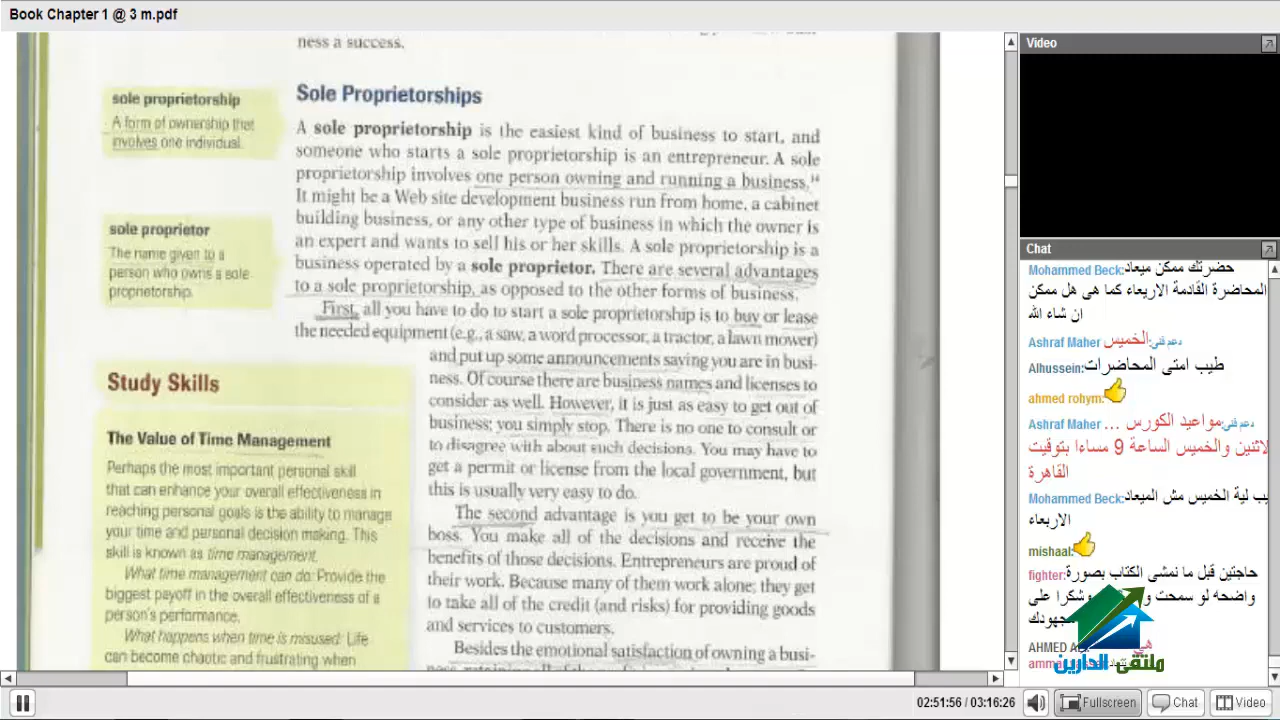 Book Chapter 1 @ 3 m.pdf
ness a success.
sole proprietorship
A form of ownership that
involves one individual.
sole proprietor
The name given to a
person who owns a sole
proprietorship.
Sole Proprietorships
A sole proprietorship is the easiest kind of business to start, and
someone who starts a sole proprietorship is an entrepreneur. A sole
proprietorship involves one person owning and running a business.14
It might be a Web site development business run from home, a cabinet
building business, or any other type of business in which the owner is
an expert and wants to sell his or her skills. A sole proprietorship is a
business operated by a sole proprietor. There are several advantages
to a sole proprietorship, as opposed to the other forms of business.
First, all you have to do to start a sole proprietorship is to buy or lease
the needed equipment (e.g., a saw, a word processor, a tractor, a lawn mower)
and put up some announcements saying you are in busi-
ness. Of course there are business names and licenses to
consider as well. However, it is just as easy to get out of
business; you simply stop. There is no one to consult or
to disagree with about such decisions. You may have to
get a permit or license from the local government, but
this is usually very easy to do.
The second advantage is you get to be your own
boss. You make all of the decisions and receive the
benefits of those decisions. Entrepreneurs are proud of
their work. Because many of them work alone, they get
to take all of the credit (and risks) for providing goods
and services to customers.
Besides the emotional satisfaction of owning a busi-
Study Skills
The Value of Time Management
Perhaps the most important personal skill
that can enhance your overall effectiveness in
reaching personal goals is the ability to manage
your time and personal decision making. This
skill is known as time management.
What time management can do: Provide the
biggest payoff in the overall effectiveness of a
person's performance.
What happens when time is misused: Life
can become chaotic and frustrating when
Video
Chat
Mohammed Beck: حضرتك ممكن ميعاد
المحاضرة القادمة الاربعاء كما هى هل ممكن
ان شاء الله
Ashraf Maher دعم فنى: الخميس
Alhussein: طيب امتى المحاضرات
ahmed rohym:
Ashraf Maher دعم فنى: مواعيد الكورس ...
الاثنين والخميس الساعة 9 مساءا بتوقيت
القاهرة
Mohammed Beck: لية الخميس مش الميعاد
الاربعاء
mishaal:
fighter: حاجتين قبل ما نمشى الكتاب بصورة
واضحه لو سمحت وشكرا على
مجهودك
AHMED هي
ملتقى الدارين
02:51:56 / 03:16:26
Fullscreen
Chat
Video